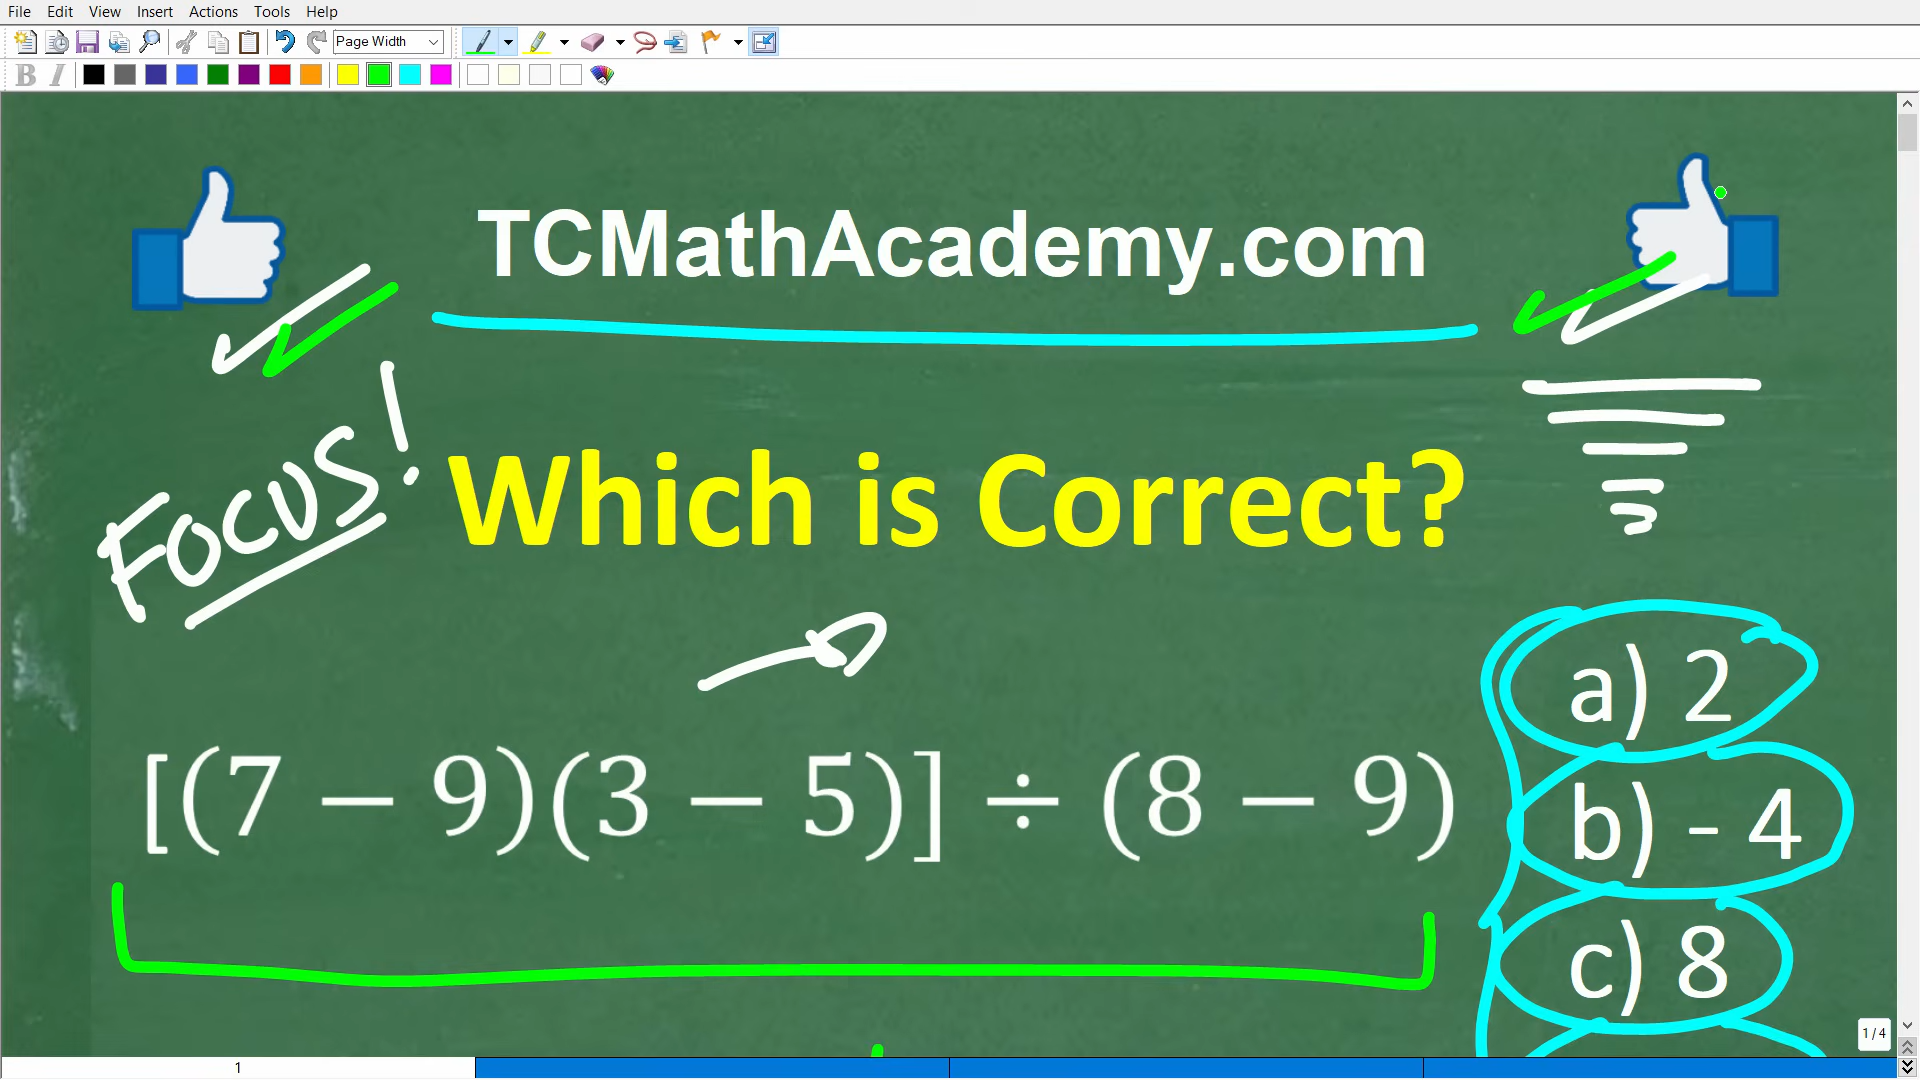 File Edit View Insert Actions Tools Help
Page Width
B I
TCMathAcademy.com
FOCUS!
Which is Correct?
[(7 − 9)(3 − 5)] ÷ (8 − 9)
a) 2
b) - 4
c) 8
1 / 4
1